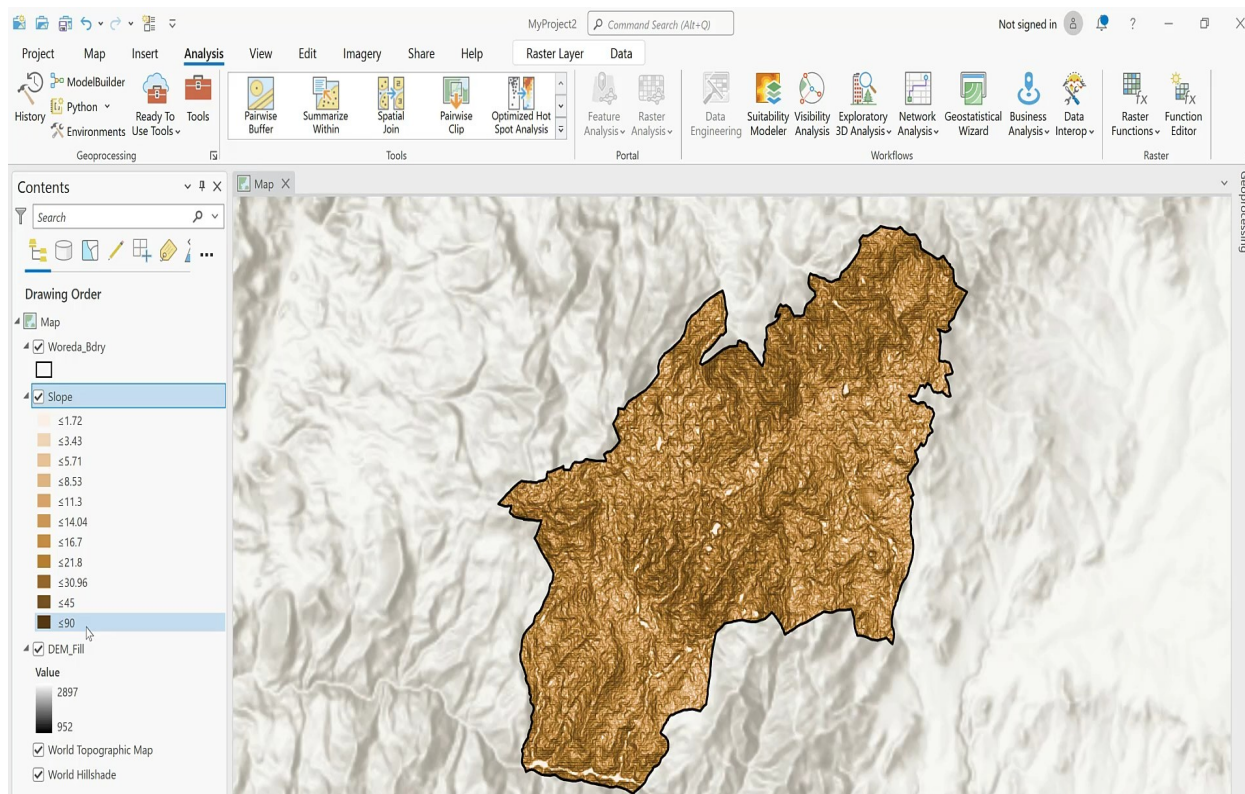 MyProject2
Command Search (Alt+Q)
Not signed in
?
Project Map Insert Analysis View Edit Imagery Share Help Raster Layer Data
History
ModelBuilder
Python
Environments
Ready To
Use Tools
Tools
Geoprocessing
Pairwise
Buffer
Summarize
Within
Spatial
Join
Pairwise
Clip
Optimized Hot
Spot Analysis
Tools
Feature
Analysis
Raster
Analysis
Portal
Data
Engineering
Suitability
Modeler
Visibility
Analysis
Exploratory
3D Analysis
Network
Analysis
Geostatistical
Wizard
Business
Analysis
Data
Interop
Workflows
Raster
Functions
Function
Editor
Raster
Contents
Search
Drawing Order
Map
Woreda_Bdry
Slope
≤1.72
≤3.43
≤5.71
≤8.53
≤11.3
≤14.04
≤16.7
≤21.8
≤30.96
≤45
≤90
DEM_Fill
Value
2897
952
World Topographic Map
World Hillshade
Map
Geoprocessing